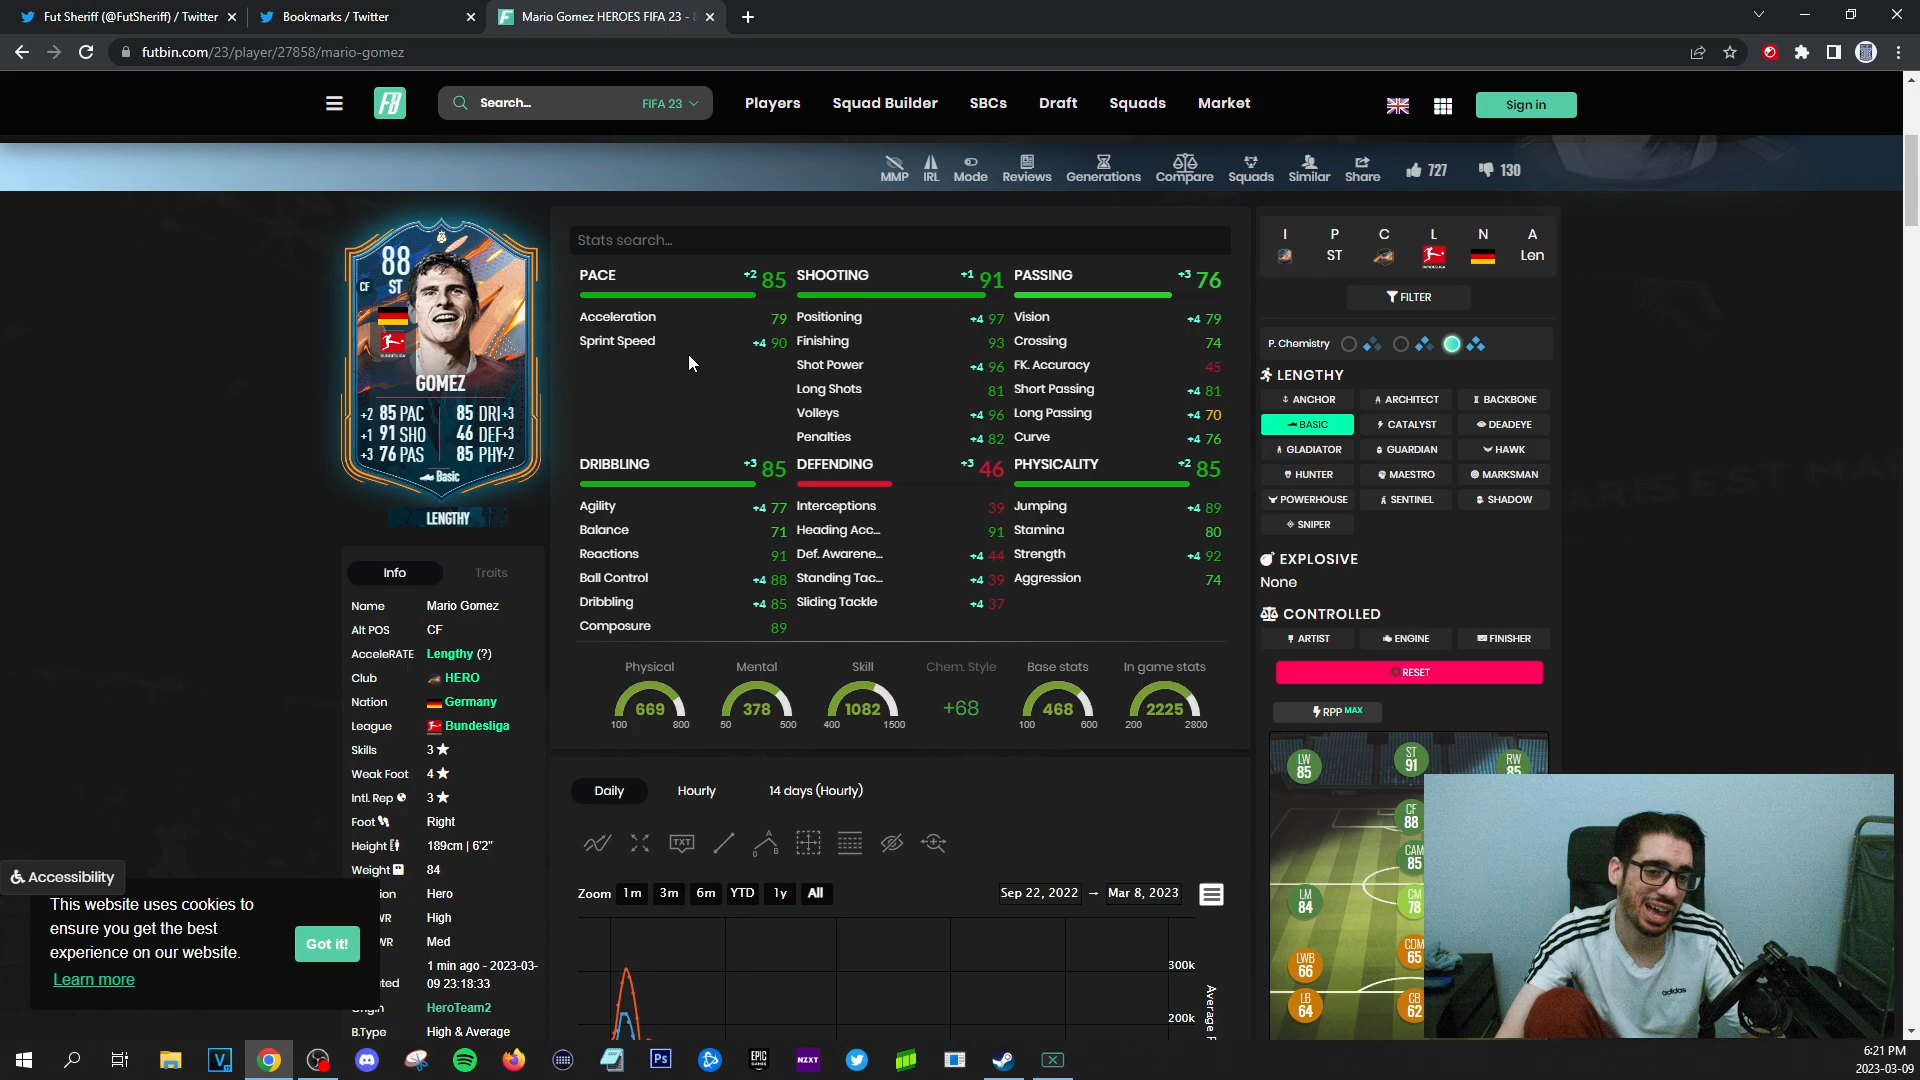 Fut Sheriff (@FutSheriff) / Twitter
Bookmarks / Twitter
Mario Gomez HEROES FIFA 23 - 8
futbin.com/23/player/27858/mario-gomez
FB
Search...
FIFA 23
Players
Squad Builder
SBCs
Draft
Squads
Market
Sign in
MMP
IRL
Mode
Reviews
Generations
Compare
Squads
Similar
Share
727
130
88
CF
ST
GOMEZ
+2 85 PAC
85 DRI+3
+1 91 SHO
46 DEF+3
+3 76 PAS
85 PHY+2
Basic
LENGTHY
Stats search...
PACE +2 85
Acceleration 79
Sprint Speed +4 90
SHOOTING +1 91
Positioning +4 97
Finishing 93
Shot Power +4 96
Long Shots 81
Volleys +4 96
Penalties +4 82
PASSING +3 76
Vision +4 79
Crossing 74
FK. Accuracy 45
Short Passing +4 81
Long Passing +4 70
Curve +4 76
DRIBBLING +3 85
Agility +4 77
Balance 71
Reactions 91
Ball Control +4 88
Dribbling +4 85
Composure 89
DEFENDING +3 46
Interceptions 39
Heading Acc... 91
Def. Awarene... +4 44
Standing Tac... +4 39
Sliding Tackle +4 37
PHYSICALITY +2 85
Jumping +4 89
Stamina 80
Strength +4 92
Aggression 74
Physical
669
100 800
Mental
378
50 500
Skill
1082
400 1500
Chem. Style
+68
Base stats
468
100 600
In game stats
2225
200 2800
I P C L N A
ST
Len
FILTER
P. Chemistry
LENGTHY
ANCHOR
ARCHITECT
BACKBONE
BASIC
CATALYST
DEADEYE
GLADIATOR
GUARDIAN
HAWK
HUNTER
MAESTRO
MARKSMAN
POWERHOUSE
SENTINEL
SHADOW
SNIPER
EXPLOSIVE
None
CONTROLLED
ARTIST
ENGINE
FINISHER
RESET
RPP MAX
LW
85
ST
91
RW
85
CF
88
CAM
85
LM
84
CM
78
CDM
65
LWB
66
LB
64
CB
62
adidas
Info
Traits
Name Mario Gomez
Alt POS CF
AcceleRATE Lengthy (?)
Club HERO
Nation Germany
League Bundesliga
Skills 3
Weak Foot 4
Intl. Rep 3
Foot Right
Height 189cm | 6'2"
Weight 84
ion Hero
WR High
WR Med
ted 1 min ago - 2023-03-
09 23:18:33
Origin HeroTeam2
B.Type High & Average
Daily
Hourly
14 days (Hourly)
TXT
Zoom 1m 3m 6m YTD 1y All
Sep 22, 2022 → Mar 8, 2023
300k
200k
Average P
Accessibility
This website uses cookies to
ensure you get the best
experience on our website.
Learn more
Got it!
Ps
EPIC
GAMES
NZXT
6:21 PM
2023-03-09